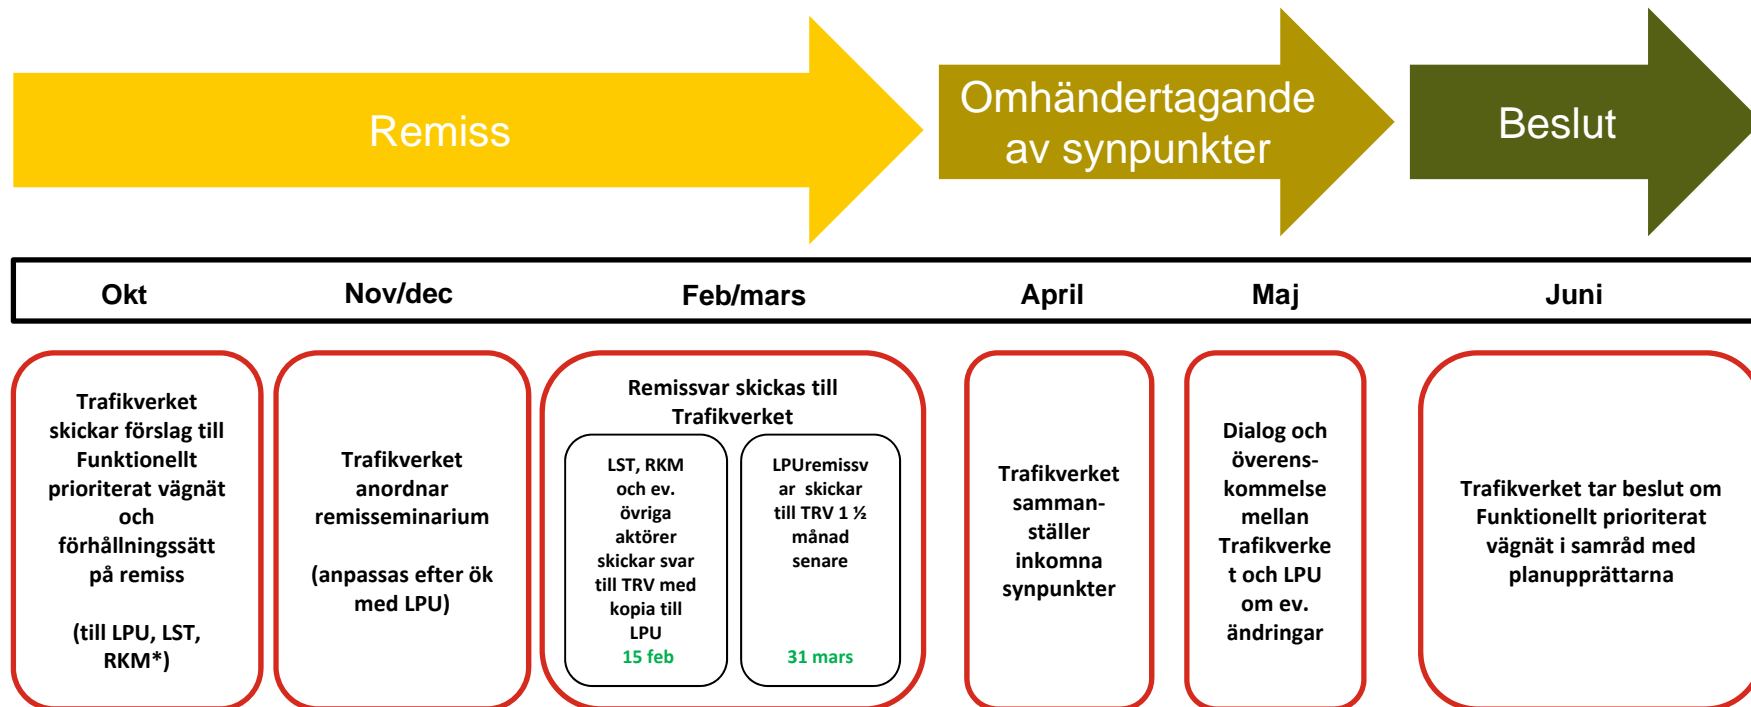 Remiss
Omhändertagande
av synpunkter
Beslut
Okt
Nov/dec
Feb/mars
April
Maj
Juni
Trafikverket
skickar förslag till
Funktionellt
prioriterat vägnät
och
förhållningssätt
på remiss
(till LPU, LST,
RKM*)
Trafikverket
anordnar
remisseminarium
(anpassas efter ök
med LPU)
Remissvar skickas till
Trafikverket
LST, RKM
och ev.
övriga
aktörer
skickar svar
till TRV med
kopia till
LPU
15 feb
LPUremissv
ar skickar
till TRV 1 ½
månad
senare
31 mars
Trafikverket
samman-
ställer
inkomna
synpunkter
Dialog och
överens-
kommelse
mellan
Trafikverke
t och LPU
om ev.
ändringar
Trafikverket tar beslut om
Funktionellt prioriterat
vägnät i samråd med
planupprättarna